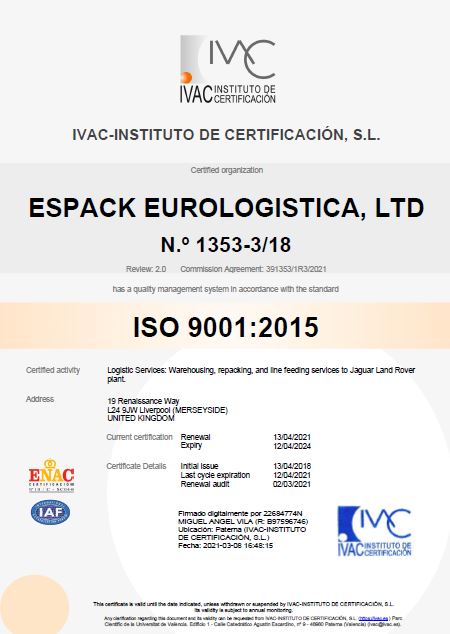 IVAC
IVAC INSTITUTO DE
CERTIFICACIÓN
IVAC-INSTITUTO DE CERTIFICACIÓN, S.L.
Certified organization
ESPACK EUROLOGISTICA, LTD
N.º 1353-3/18
Review: 2.0 Commission Agreement: 391353/1R3/2021
has a quality management system in accordance with the standard
ISO 9001:2015
Certified activity Logistic Services: Warehousing, repacking, and line feeding services to Jaguar Land Rover
plant.
Address 19 Renaissance Way
L24 9JW Liverpool (MERSEYSIDE)
UNITED KINGDOM
Current certification Renewal 13/04/2021
Expiry 12/04/2024
Certificate Details Initial issue 13/04/2018
Last cycle expiration 12/04/2021
Renewal audit 02/03/2021
ENAC
CERTIFICACIÓN
IAF
Firmado digitalmente por 22684774N
MIGUEL ANGEL VILA (R: B97596746)
Ubicación: Paterna (IVAC-INSTITUTO
DE CERTIFICACIÓN, S.L.)
Fecha: 2021-03-08 16:48:15
IVAC
IVAC INSTITUTO DE
CERTIFICACIÓN
This certificate is valid until the date indicated, unless withdrawn or suspended by IVAC-INSTITUTO DE CERTIFICACIÓN, S.L.
Its validity is subject to annual monitoring.
Any clarification regarding this document and its validity can be requested from IVAC-INSTITUTO DE CERTIFICACIÓN, S.L. (https://ivac.es) Parc
Científic de la Universitat de València. Edificio 1 - Calle Catedrático Agustín Escardino, nº 9 - 46980 Paterna (Valencia) (ivac@ivac.es).